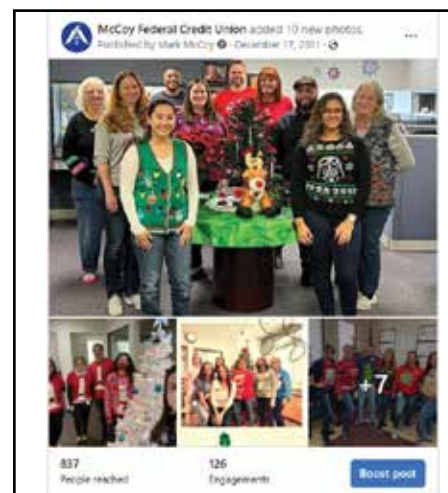 McCoy Federal Credit Union added 10 new photos.
Published by Mark McCoy · December 17, 2021 ·
+7
837
People reached
126
Engagements
Boost post